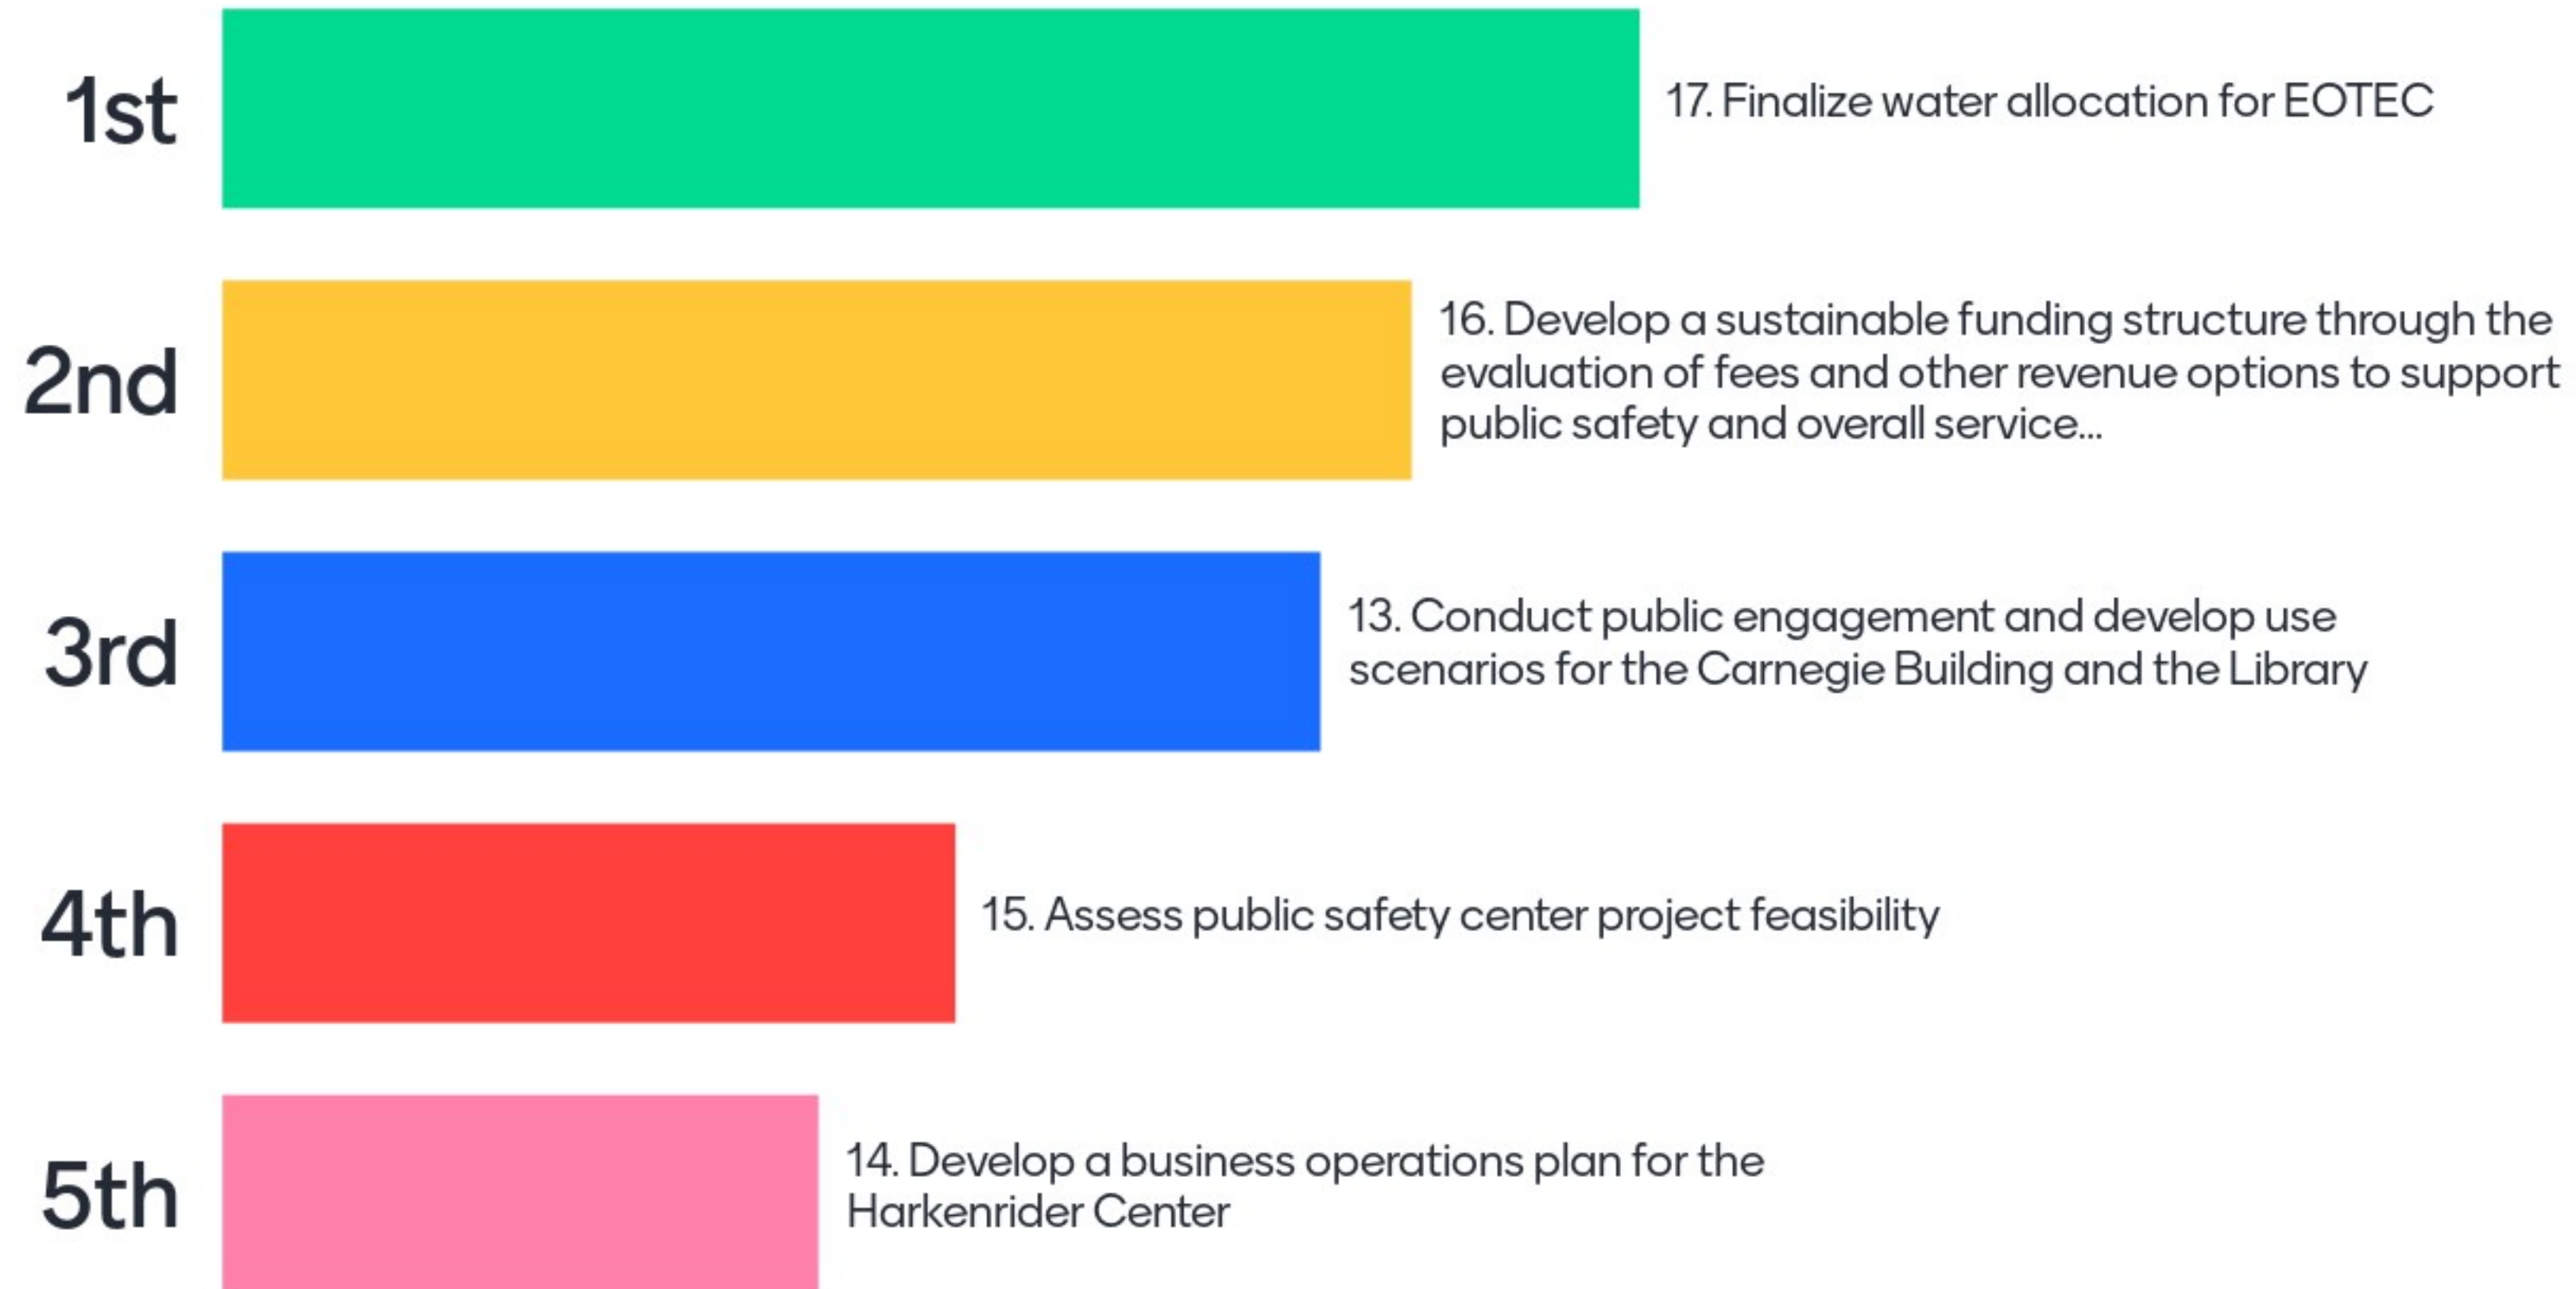 1st
17. Finalize water allocation for EOTEC
2nd
16. Develop a sustainable funding structure through the
evaluation of fees and other revenue options to support
public safety and overall service...
3rd
13. Conduct public engagement and develop use
scenarios for the Carnegie Building and the Library
4th
15. Assess public safety center project feasibility
5th
14. Develop a business operations plan for the
Harkenrider Center